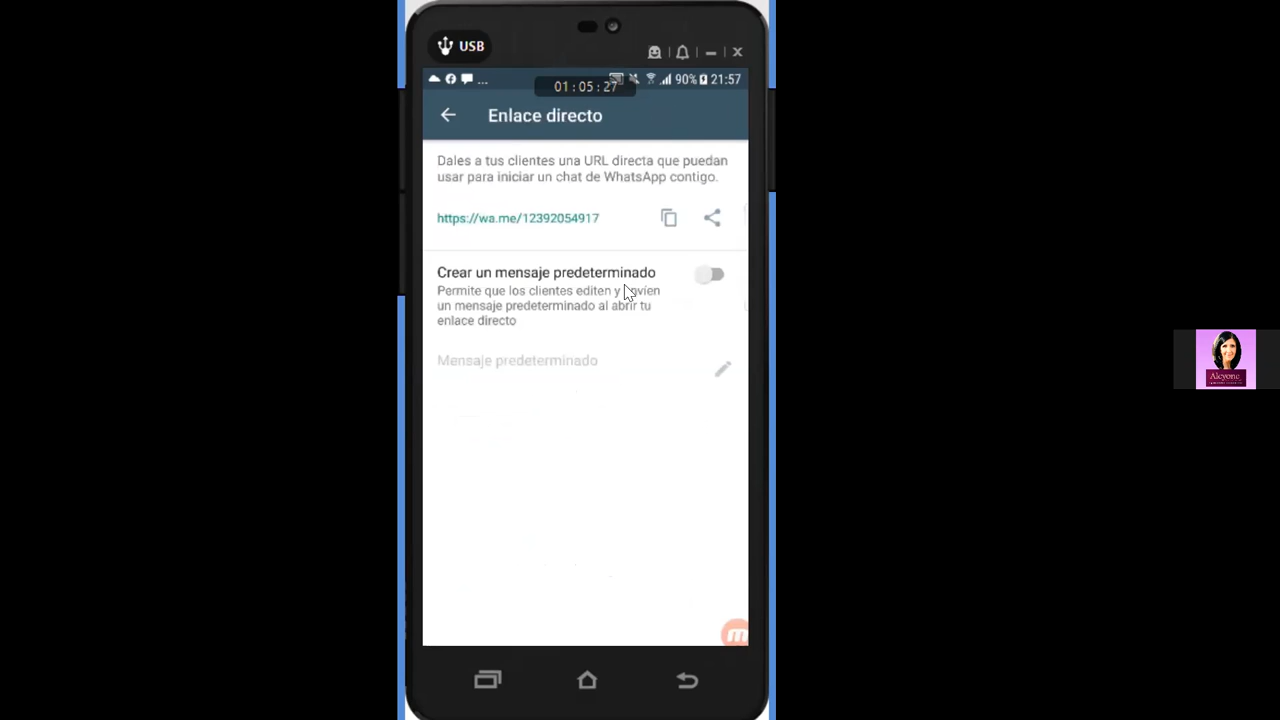 USB
90% 21:57
01:05:27
Enlace directo
Dales a tus clientes una URL directa que puedan
usar para iniciar un chat de WhatsApp contigo.
https://wa.me/12392054917
Crear un mensaje predeterminado
Permite que los clientes editen y envíen
un mensaje predeterminado al abrir tu
enlace directo
Mensaje predeterminado
Alcyone